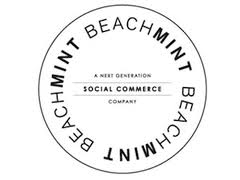 BEACHMINT BEACHMINT BEACHMINT
A NEXT GENERATION
SOCIAL COMMERCE
COMPANY